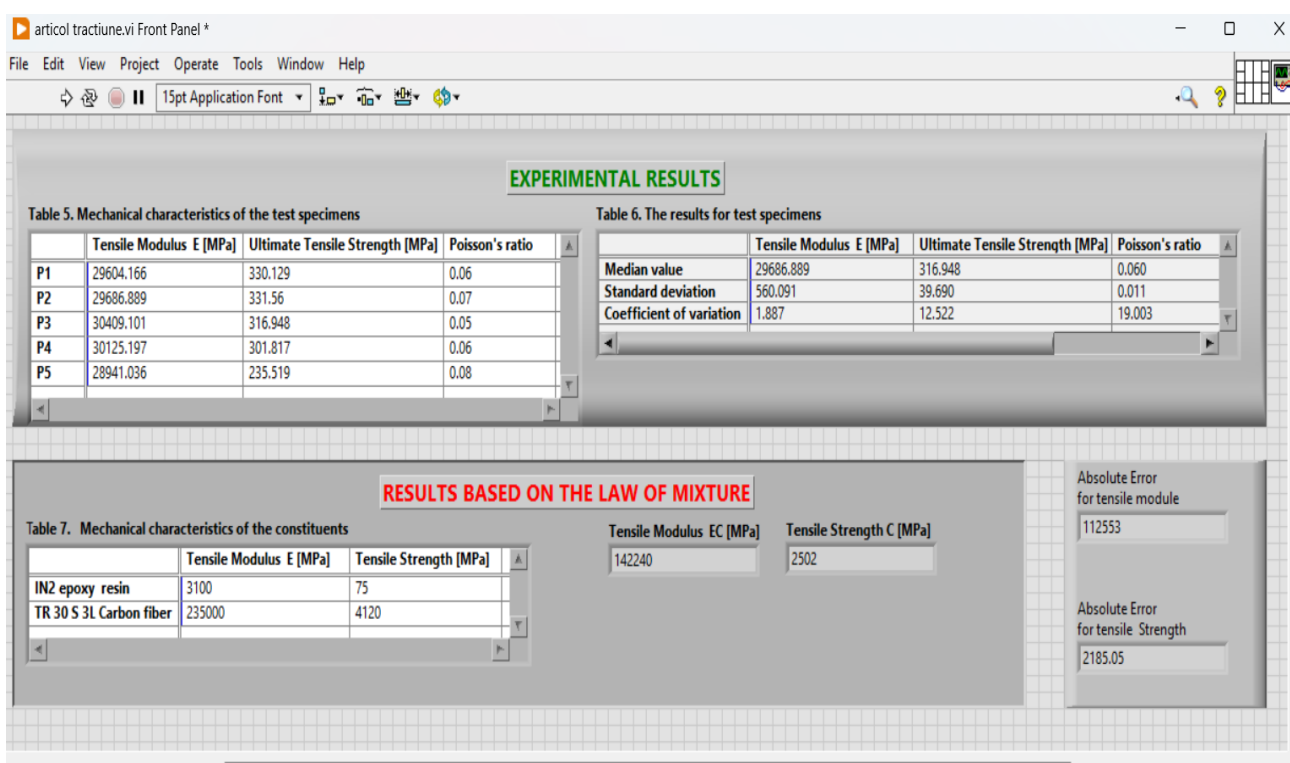 articol tractiune.vi Front Panel *
File Edit View Project Operate Tools Window Help
15pt Application Font
EXPERIMENTAL RESULTS
Table 5. Mechanical characteristics of the test specimens
Tensile Modulus E [MPa] Ultimate Tensile Strength [MPa] Poisson's ratio
P1 29604.166 330.129 0.06
P2 29686.889 331.56 0.07
P3 30409.101 316.948 0.05
P4 30125.197 301.817 0.06
P5 28941.036 235.519 0.08
Table 6. The results for test specimens
Tensile Modulus E [MPa] Ultimate Tensile Strength [MPa] Poisson's ratio
Median value 29686.889 316.948 0.060
Standard deviation 560.091 39.690 0.011
Coefficient of variation 1.887 12.522 19.003
RESULTS BASED ON THE LAW OF MIXTURE
Table 7. Mechanical characteristics of the constituents
Tensile Modulus E [MPa] Tensile Strength [MPa]
IN2 epoxy resin 3100 75
TR 30 S 3L Carbon fiber 235000 4120
Tensile Modulus EC [MPa] Tensile Strength C [MPa]
142240 2502
Absolute Error
for tensile module
112553
Absolute Error
for tensile Strength
2185.05